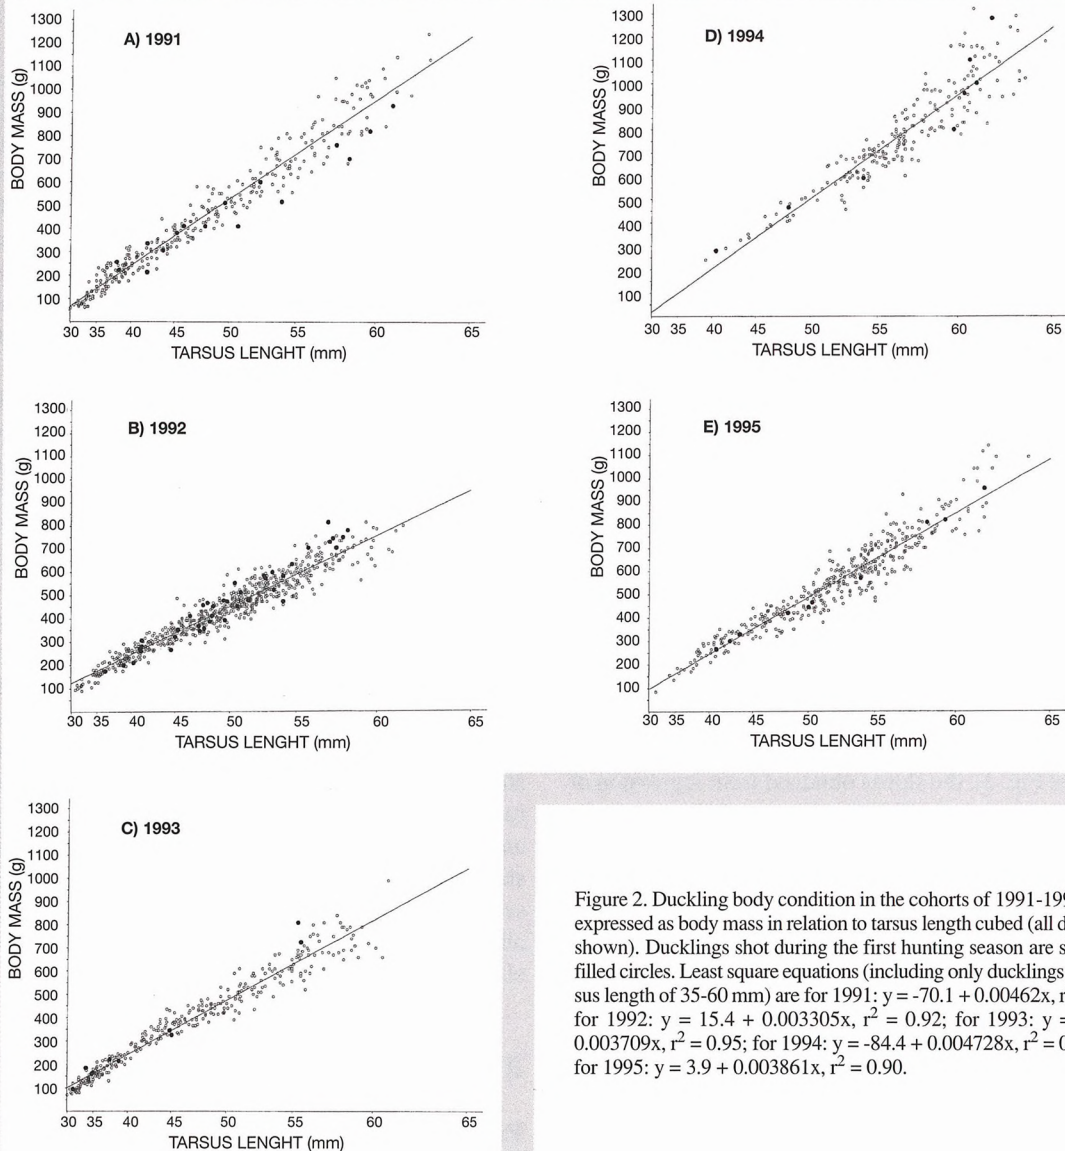 A) 1991
BODY MASS (g)
1300
1200
1100
1000
900
800
700
600
500
400
300
200
100
30 35 40 45 50 55 60 65
TARSUS LENGHT (mm)
D) 1994
BODY MASS (g)
1300
1200
1100
1000
900
800
700
600
500
400
300
200
100
30 35 40 45 50 55 60 65
TARSUS LENGHT (mm)
B) 1992
BODY MASS (g)
1300
1200
1100
1000
900
800
700
600
500
400
300
200
100
30 35 40 45 50 55 60 65
TARSUS LENGHT (mm)
E) 1995
BODY MASS (g)
1300
1200
1100
1000
900
800
700
600
500
400
300
200
100
30 35 40 45 50 55 60 65
TARSUS LENGHT (mm)
C) 1993
BODY MASS (g)
1300
1200
1100
1000
900
800
700
600
500
400
300
200
100
30 35 40 45 50 55 60 65
TARSUS LENGHT (mm)
Figure 2. Duckling body condition in the cohorts of 1991-199
expressed as body mass in relation to tarsus length cubed (all d
shown). Ducklings shot during the first hunting season are s
filled circles. Least square equations (including only ducklings
sus length of 35-60 mm) are for 1991: y = -70.1 + 0.00462x, r
for 1992: y = 15.4 + 0.003305x, r² = 0.92; for 1993: y =
0.003709x, r² = 0.95; for 1994: y = -84.4 + 0.004728x, r² = 0
for 1995: y = 3.9 + 0.003861x, r² = 0.90.